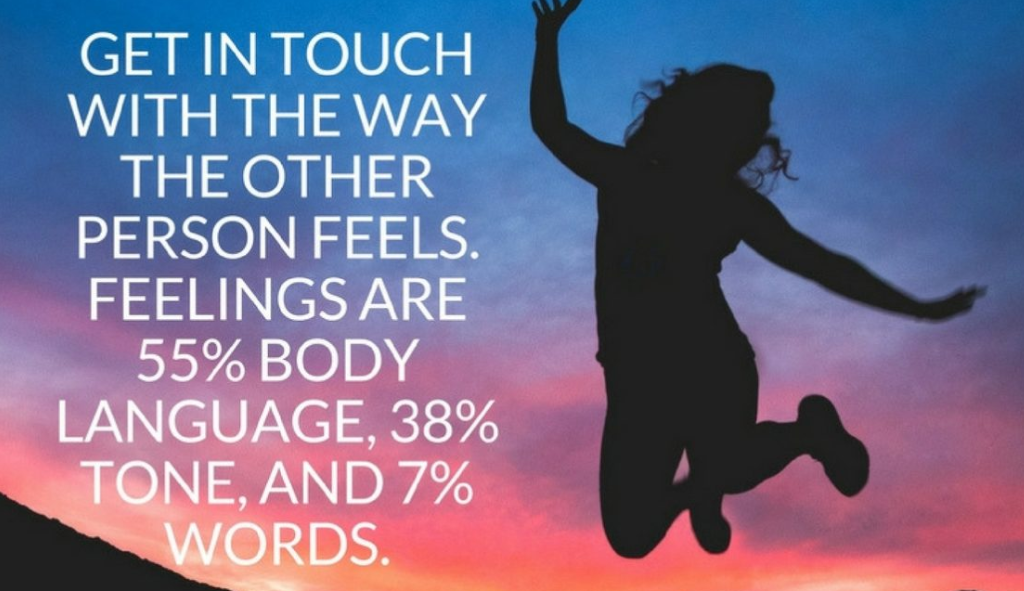 GET IN TOUCH
WITH THE WAY
THE OTHER
PERSON FEELS.
FEELINGS ARE
55% BODY
LANGUAGE, 38%
TONE, AND 7%
WORDS.